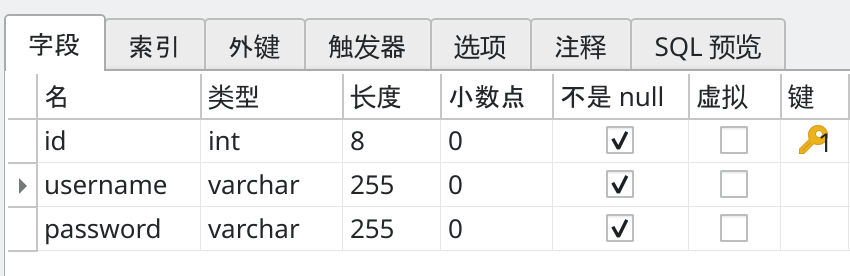 字段 索引 外键 触发器 选项 注释 SQL 预览
名 类型 长度 小数点 不是 null 虚拟 键
id int 8 0 1
username varchar 255 0
password varchar 255 0